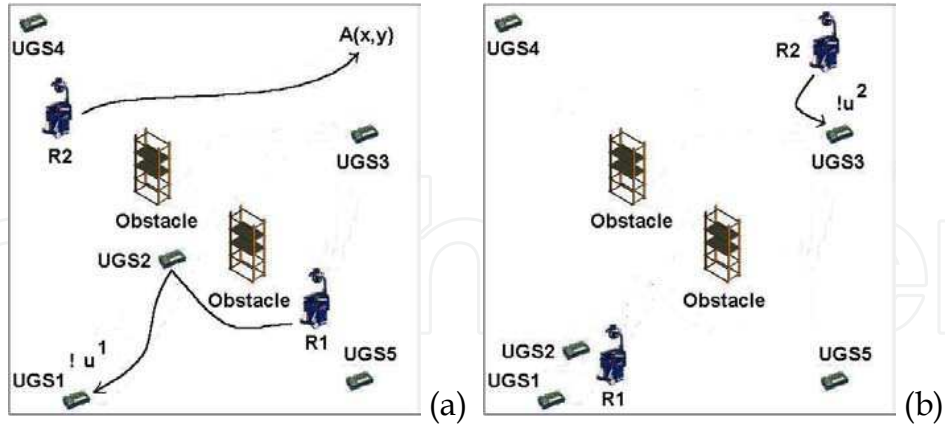 UGS4
A(x,y)
R2
UGS3
Obstacle
UGS2
Obstacle
R1
! u¹
UGS1
UGS5
(a)
UGS4
R2
!u²
UGS3
Obstacle
Obstacle
UGS2
UGS1
R1
UGS5
(b)